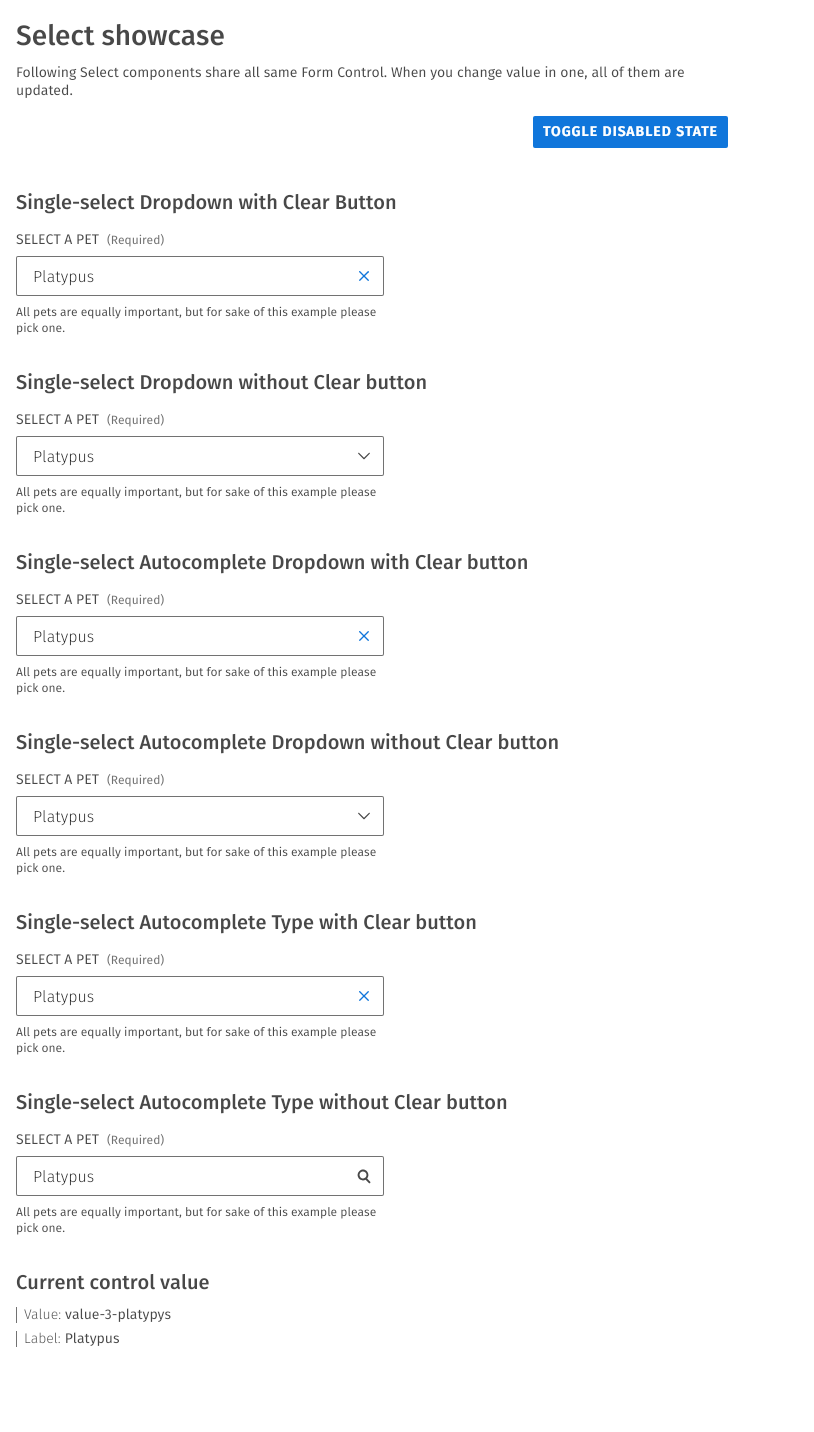 Select showcase
Following Select components share all same Form Control. When you change value in one, all of them are
updated.
TOGGLE DISABLED STATE
Single-select Dropdown with Clear Button
SELECT A PET (Required)
Platypus
All pets are equally important, but for sake of this example please
pick one.
Single-select Dropdown without Clear button
SELECT A PET (Required)
Platypus
All pets are equally important, but for sake of this example please
pick one.
Single-select Autocomplete Dropdown with Clear button
SELECT A PET (Required)
Platypus
All pets are equally important, but for sake of this example please
pick one.
Single-select Autocomplete Dropdown without Clear button
SELECT A PET (Required)
Platypus
All pets are equally important, but for sake of this example please
pick one.
Single-select Autocomplete Type with Clear button
SELECT A PET (Required)
Platypus
All pets are equally important, but for sake of this example please
pick one.
Single-select Autocomplete Type without Clear button
SELECT A PET (Required)
Platypus
All pets are equally important, but for sake of this example please
pick one.
Current control value
Value: value-3-platypys
Label: Platypus